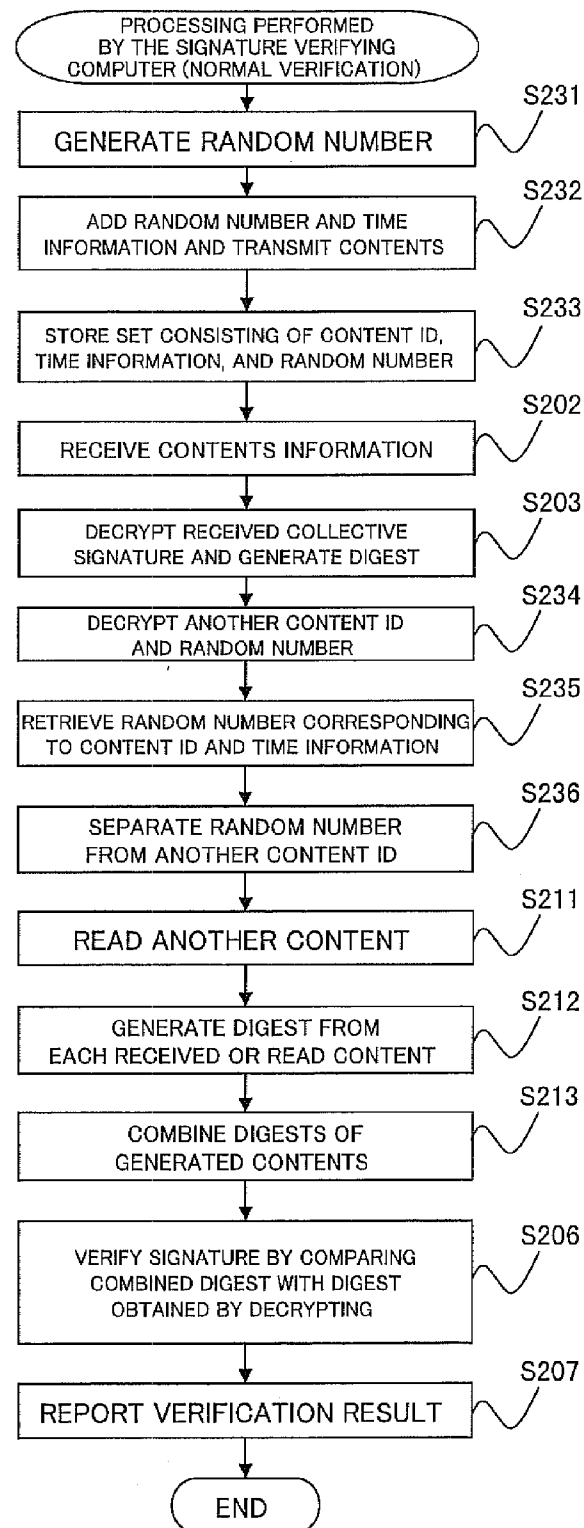 PROCESSING PERFORMED
BY THE SIGNATURE VERIFYING
COMPUTER (NORMAL VERIFICATION)
S231
GENERATE RANDOM NUMBER
S232
ADD RANDOM NUMBER AND TIME
INFORMATION AND TRANSMIT CONTENTS
S233
STORE SET CONSISTING OF CONTENT ID,
TIME INFORMATION, AND RANDOM NUMBER
S202
RECEIVE CONTENTS INFORMATION
S203
DECRYPT RECEIVED COLLECTIVE
SIGNATURE AND GENERATE DIGEST
S234
DECRYPT ANOTHER CONTENT ID
AND RANDOM NUMBER
S235
RETRIEVE RANDOM NUMBER CORRESPONDING
TO CONTENT ID AND TIME INFORMATION
S236
SEPARATE RANDOM NUMBER
FROM ANOTHER CONTENT ID
S211
READ ANOTHER CONTENT
S212
GENERATE DIGEST FROM
EACH RECEIVED OR READ CONTENT
S213
COMBINE DIGESTS OF
GENERATED CONTENTS
S206
VERIFY SIGNATURE BY COMPARING
COMBINED DIGEST WITH DIGEST
OBTAINED BY DECRYPTING
S207
REPORT VERIFICATION RESULT
END